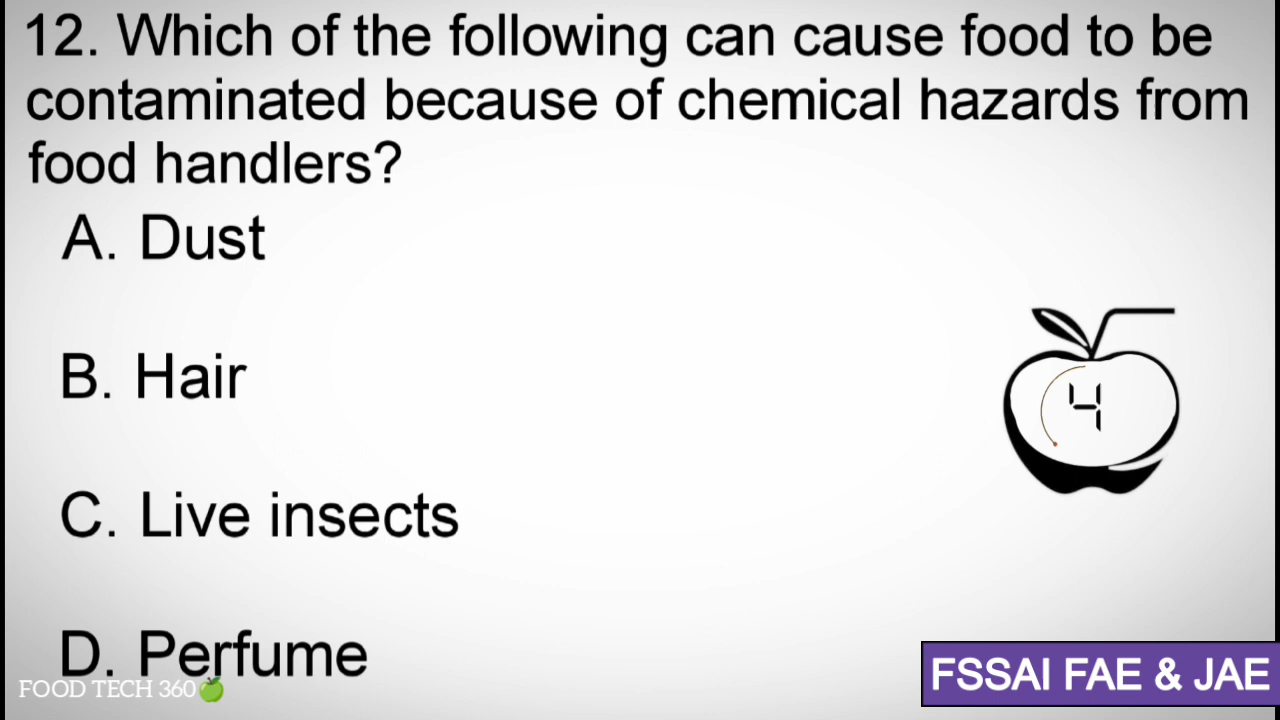 12. Which of the following can cause food to be
contaminated because of chemical hazards from
food handlers?
A. Dust
B. Hair
4
C. Live insects
D. Perfume
FOOD TECH 360
FSSAI FAE & JAE